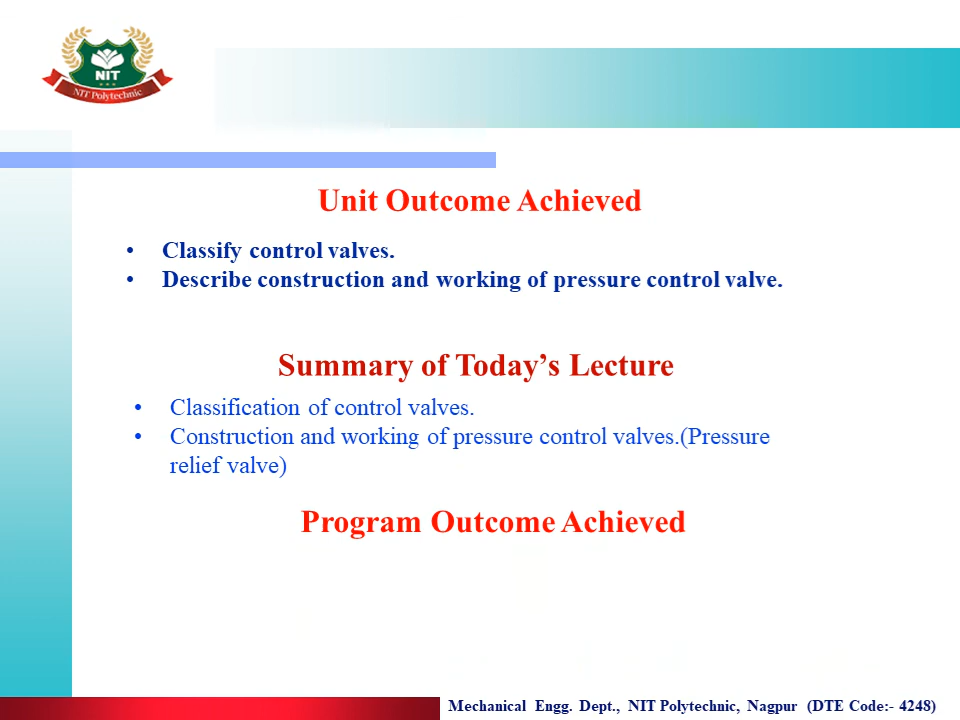 NIT
NIT Polytechnic
Unit Outcome Achieved
• Classify control valves.
• Describe construction and working of pressure control valve.
Summary of Today’s Lecture
• Classification of control valves.
• Construction and working of pressure control valves.(Pressure
relief valve)
Program Outcome Achieved
Mechanical Engg. Dept., NIT Polytechnic, Nagpur (DTE Code:- 4248)